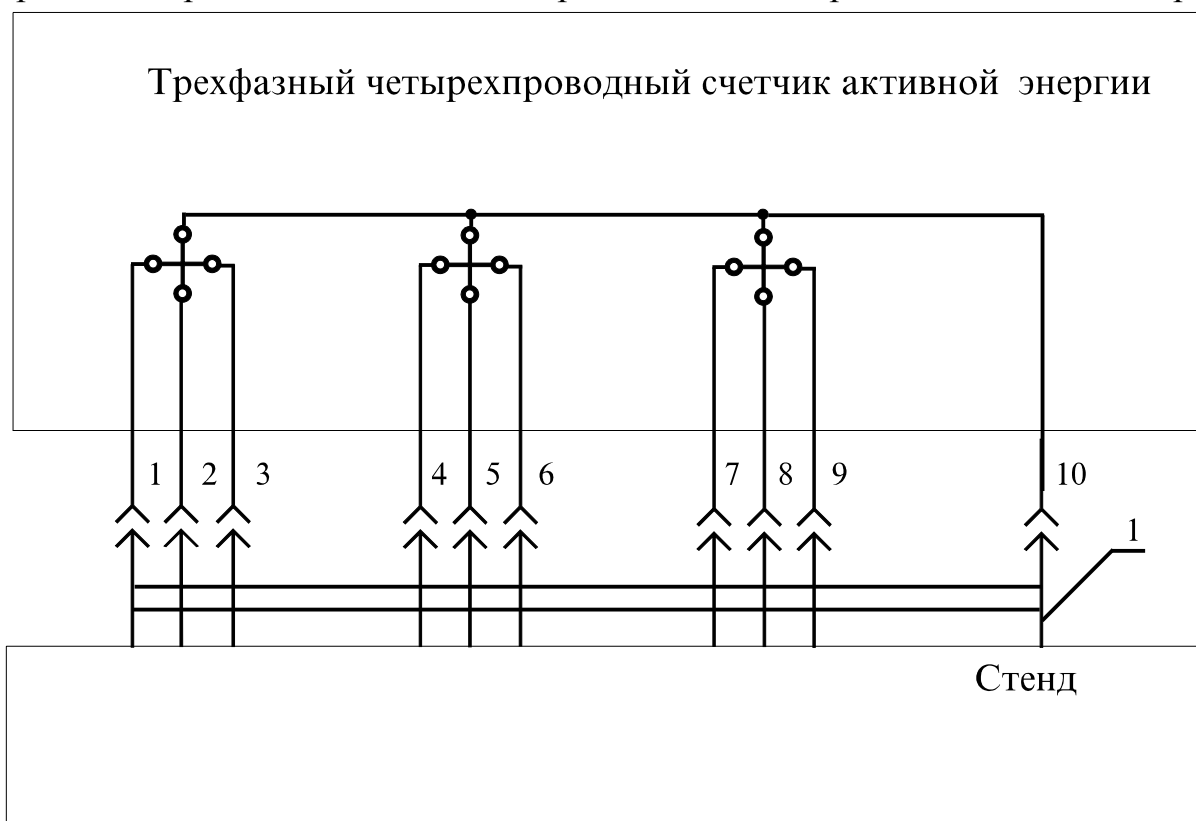 Трехфазный четырехпроводный счетчик активной энергии
1 2 3 4 5 6 7 8 9 10
1
Стенд